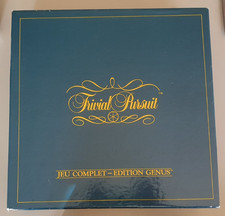 Trivial Pursuit
JEU COMPLET – EDITION GENUS